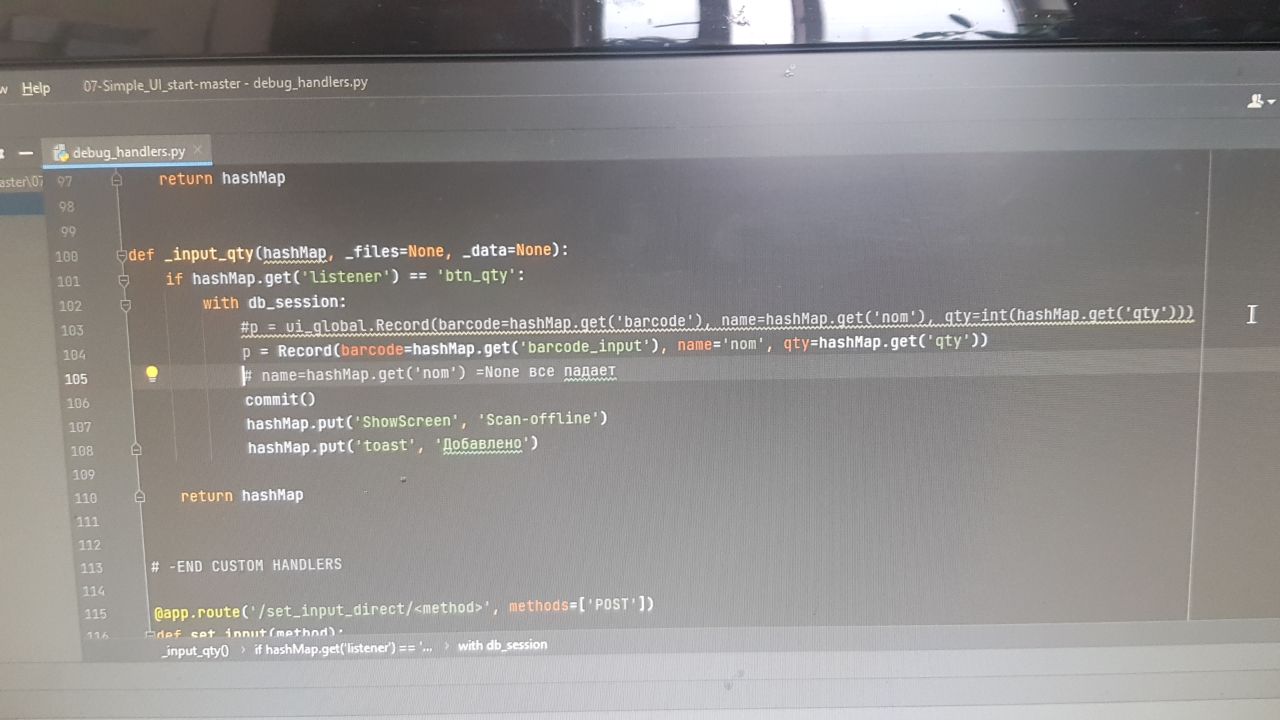 w Help 07-Simple_UI_start-master - debug_handlers.py
debug_handlers.py
aster\07
97 return hashMap
98
99
100 def _input_qty(hashMap, _files=None, _data=None):
101 if hashMap.get('listener') == 'btn_qty':
102 with db_session:
103 #p = ui_global.Record(barcode=hashMap.get('barcode'), name=hashMap.get('nom'), qty=int(hashMap.get('qty')))
104 p = Record(barcode=hashMap.get('barcode_input'), name='nom', qty=hashMap.get('qty'))
105 # name=hashMap.get('nom') =None все падает
106 commit()
107 hashMap.put('ShowScreen', 'Scan-offline')
108 hashMap.put('toast', 'Добавлено')
109
110 return hashMap
111
112
113 # -END CUSTOM HANDLERS
114
115 @app.route('/set_input_direct/<method>', methods=['POST'])
116 def set_input(method):
_input_qty() › if hashMap.get('listener') == '... › with db_session